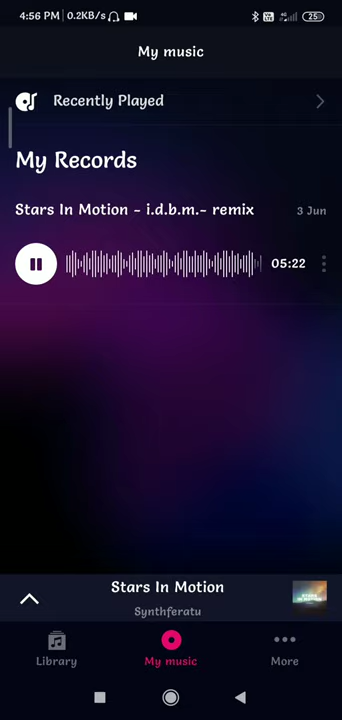 4:56 PM 0.2KB/s 25
My music
Recently Played
My Records
Stars In Motion - i.d.b.m.- remix 3 Jun
05:22
Stars In Motion
Synthferatu
Library My music More